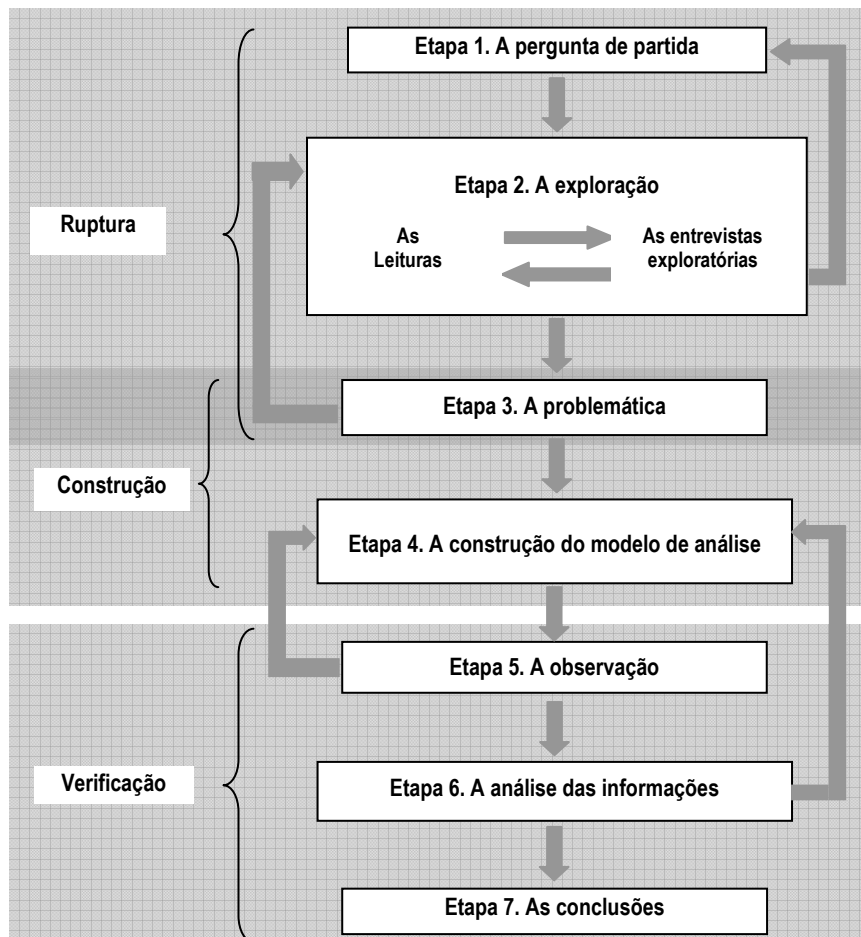 Etapa 1. A pergunta de partida
Etapa 2. A exploração
Ruptura
As
Leituras
As entrevistas
exploratórias
Etapa 3. A problemática
Construção
Etapa 4. A construção do modelo de análise
Etapa 5. A observação
Verificação
Etapa 6. A análise das informações
Etapa 7. As conclusões